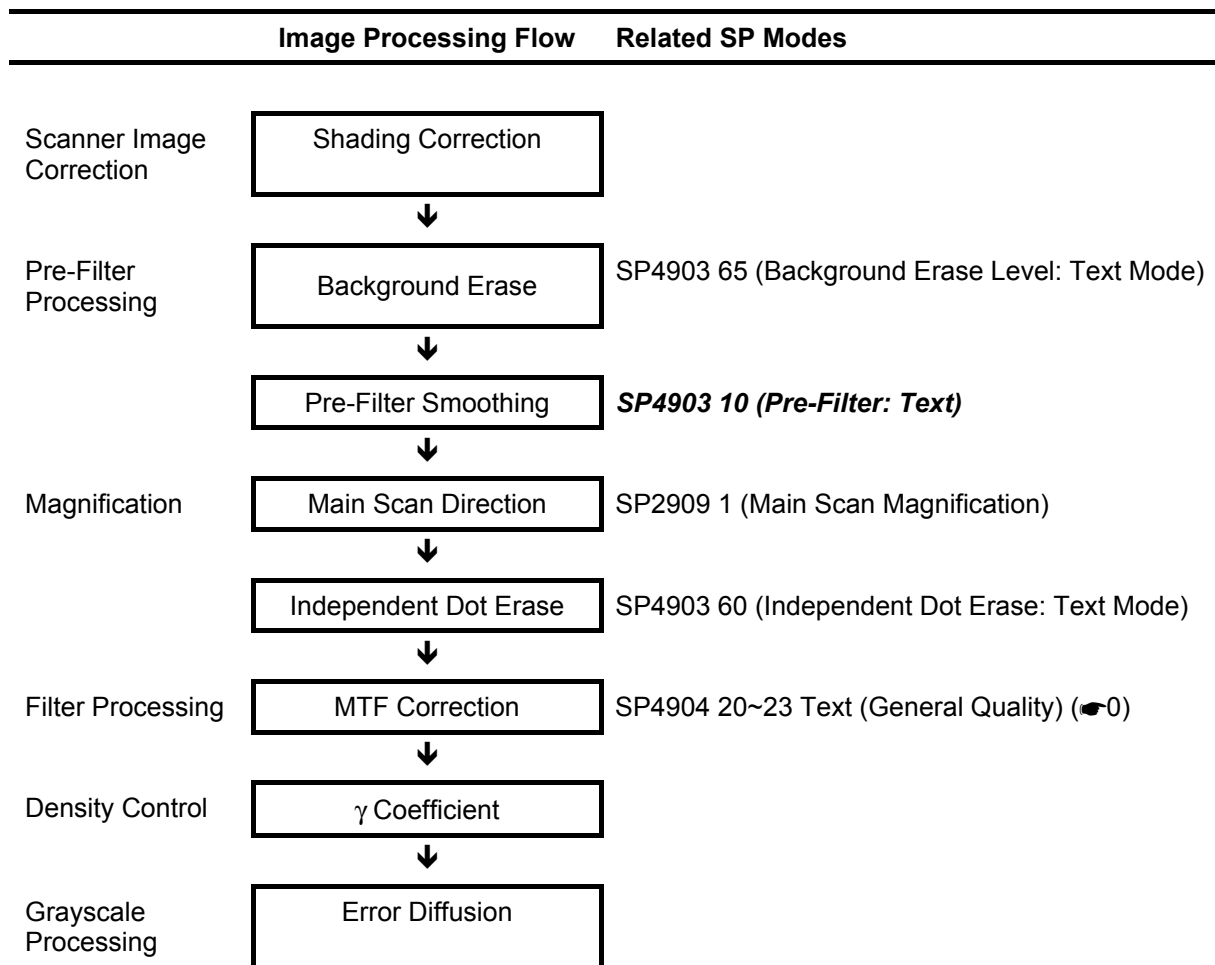 Image Processing Flow Related SP Modes
Scanner Image Correction
Shading Correction
🡻
Pre-Filter Processing
Background Erase
SP4903 65 (Background Erase Level: Text Mode)
🡻
Pre-Filter Smoothing
SP4903 10 (Pre-Filter: Text)
🡻
Magnification
Main Scan Direction
SP2909 1 (Main Scan Magnification)
🡻
Independent Dot Erase
SP4903 60 (Independent Dot Erase: Text Mode)
🡻
Filter Processing
MTF Correction
SP4904 20~23 Text (General Quality) (☛0)
🡻
Density Control
γ Coefficient
🡻
Grayscale Processing
Error Diffusion